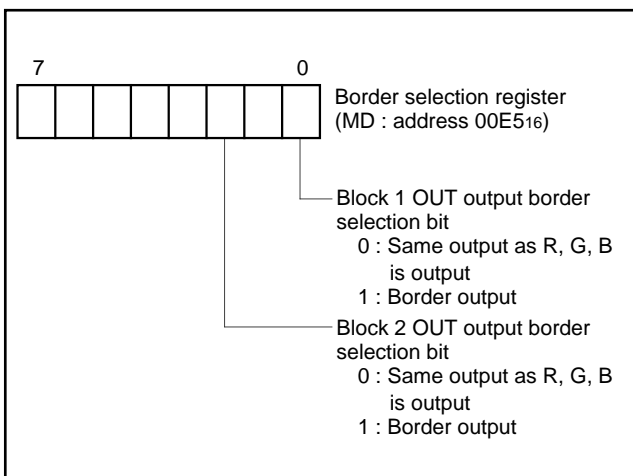 7 0
Border selection register
(MD : address 00E516)
Block 1 OUT output border
selection bit
0 : Same output as R, G, B
is output
1 : Border output
Block 2 OUT output border
selection bit
0 : Same output as R, G, B
is output
1 : Border output